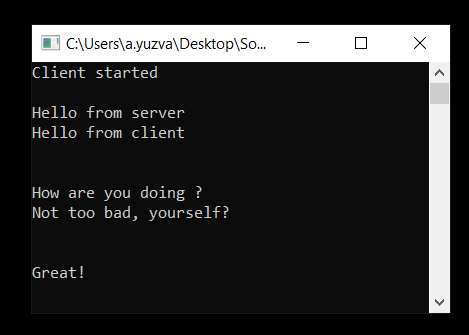 C:\Users\a.yuzva\Desktop\So...
Client started
Hello from server
Hello from client
How are you doing ?
Not too bad, yourself?
Great!